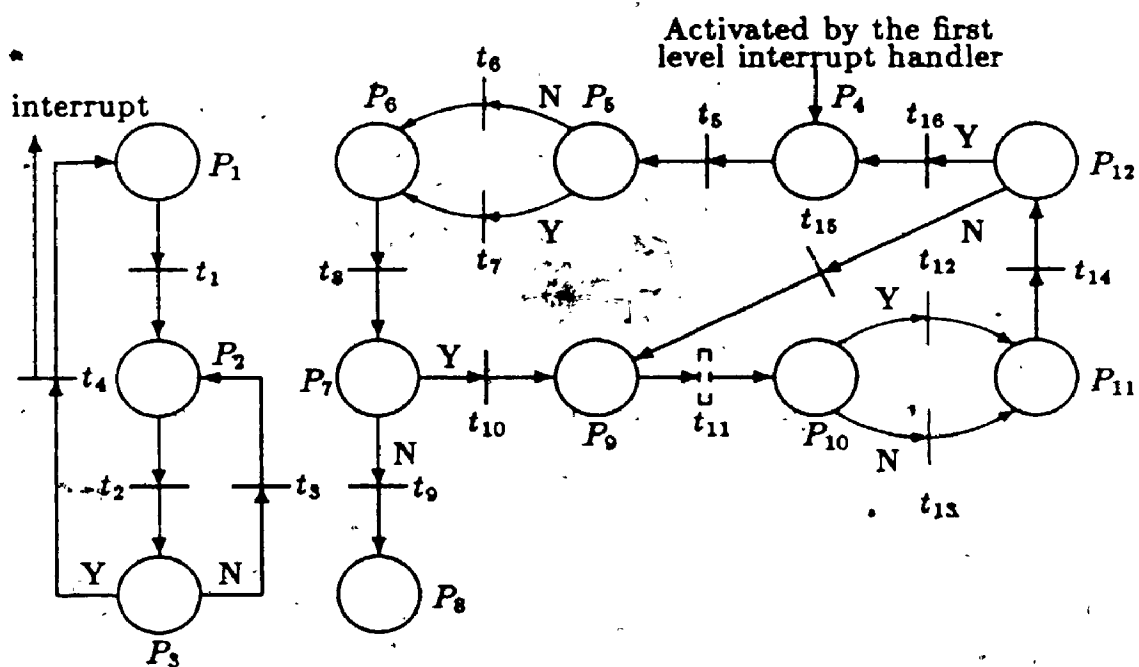 Activated by the first
level interrupt handler
interrupt
P₁
t₁
P₂
t₄
t₂
t₃
Y
N
P₃
t₆
P₆
N
P₅
t₅
P₄
t₁₆
Y
P₁₂
Y
t₇
t₁₅
N
t₈
t₁₂
t₁₄
Y
P₇
Y
t₁₀
P₉
t₁₁
P₁₀
P₁₁
N
t₉
N
t₁₃
P₈